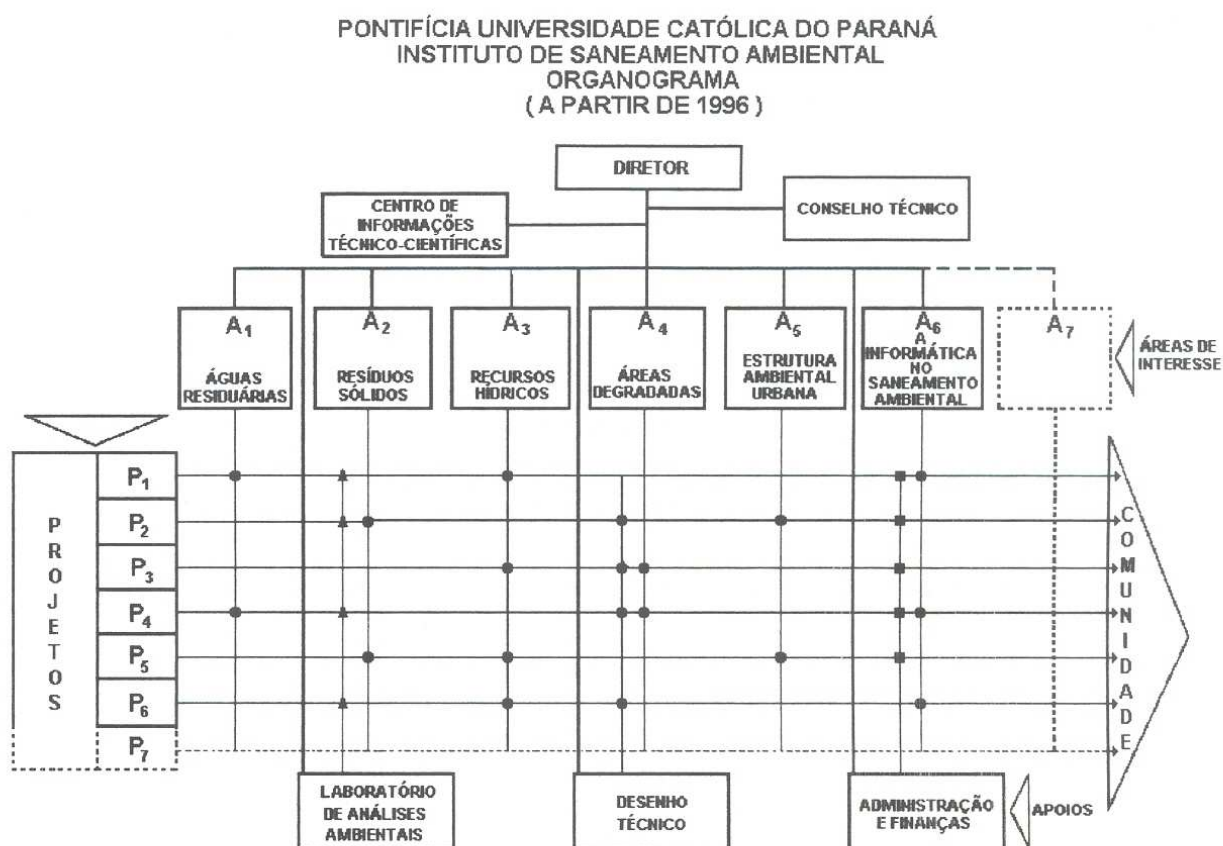 PONTIFÍCIA UNIVERSIDADE CATÓLICA DO PARANÁ
INSTITUTO DE SANEAMENTO AMBIENTAL
ORGANOGRAMA
( A PARTIR DE 1996 )
DIRETOR
CENTRO DE
INFORMAÇÕES
TÉCNICO-CIENTÍFICAS
CONSELHO TÉCNICO
A1
ÁGUAS
RESIDUÁRIAS
A2
RESÍDUOS
SÓLIDOS
A3
RECURSOS
HÍDRICOS
A4
ÁREAS
DEGRADADAS
A5
ESTRUTURA
AMBIENTAL
URBANA
A6
A
INFORMÁTICA
NO
SANEAMENTO
AMBIENTAL
A7
ÁREAS DE
INTERESSE
PROJETOS
P1
P2
P3
P4
P5
P6
P7
COMUNIDADE
LABORATÓRIO
DE ANÁLISES
AMBIENTAIS
DESENHO
TÉCNICO
ADMINISTRAÇÃO
E FINANÇAS
APOIOS